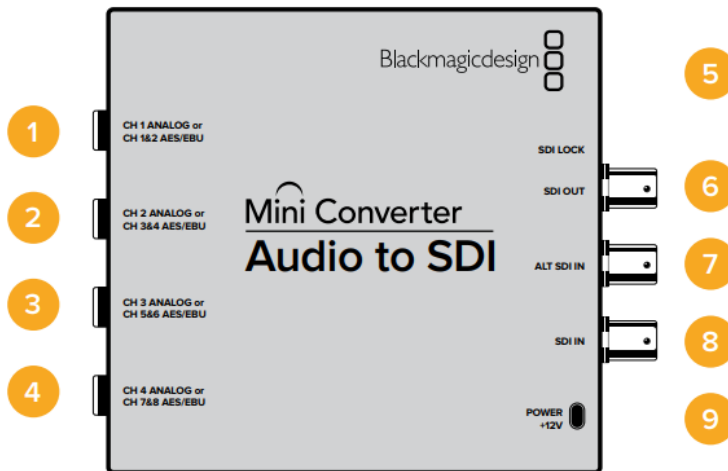 Blackmagicdesign
1
CH 1 ANALOG or
CH 1&2 AES/EBU
2
CH 2 ANALOG or
CH 3&4 AES/EBU
3
CH 3 ANALOG or
CH 5&6 AES/EBU
4
CH 4 ANALOG or
CH 7&8 AES/EBU
Mini Converter
Audio to SDI
5
SDI LOCK
SDI OUT
6
ALT SDI IN
7
SDI IN
8
POWER
+12V
9